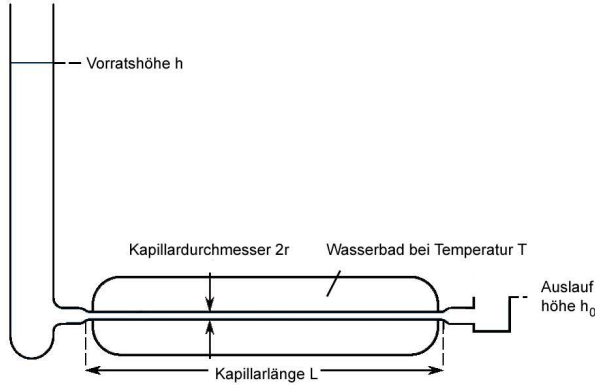 Vorratshöhe h
Kapillardurchmesser 2r
Wasserbad bei Temperatur T
Auslauf
höhe h₀
Kapillarlänge L